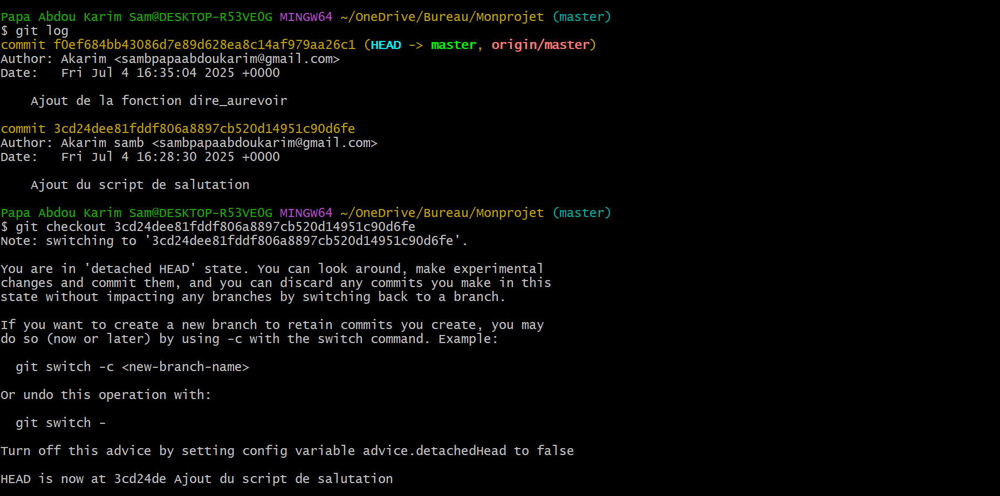 Papa Abdou Karim Sam@DESKTOP-R53VE0G MINGW64 ~/OneDrive/Bureau/Monprojet (master)
$ git log
commit f0ef684bb43086d7e89d628ea8c14af979aa26c1 (HEAD -> master, origin/master)
Author: Akarim <sambpapaabdoukarim@gmail.com>
Date:   Fri Jul 4 16:35:04 2025 +0000

    Ajout de la fonction dire_aurevoir

commit 3cd24dee81fddf806a8897cb520d14951c90d6fe
Author: Akarim samb <sambpapaabdoukarim@gmail.com>
Date:   Fri Jul 4 16:28:30 2025 +0000

    Ajout du script de salutation

Papa Abdou Karim Sam@DESKTOP-R53VE0G MINGW64 ~/OneDrive/Bureau/Monprojet (master)
$ git checkout 3cd24dee81fddf806a8897cb520d14951c90d6fe
Note: switching to '3cd24dee81fddf806a8897cb520d14951c90d6fe'.

You are in 'detached HEAD' state. You can look around, make experimental
changes and commit them, and you can discard any commits you make in this
state without impacting any branches by switching back to a branch.

If you want to create a new branch to retain commits you create, you may
do so (now or later) by using -c with the switch command. Example:

  git switch -c <new-branch-name>

Or undo this operation with:

  git switch -

Turn off this advice by setting config variable advice.detachedHead to false

HEAD is now at 3cd24de Ajout du script de salutation